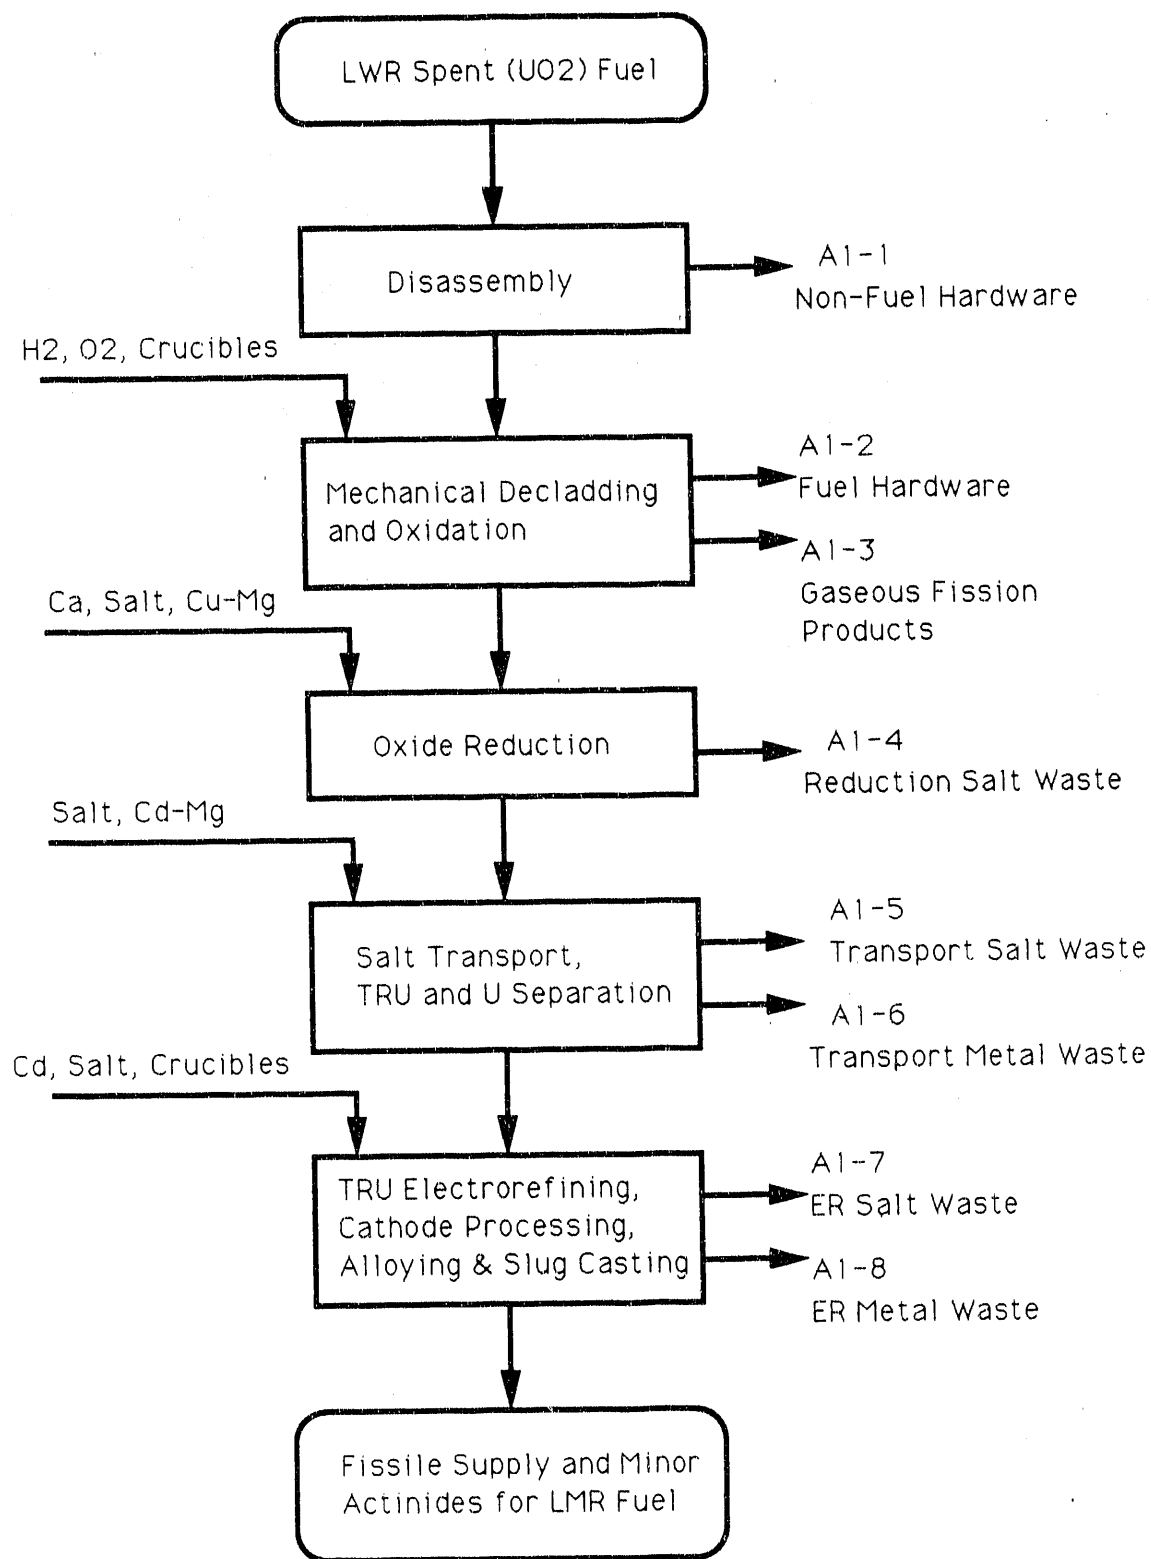 LWR Spent (UO2) Fuel
Disassembly
A1-1
Non-Fuel Hardware
H2, O2, Crucibles
Mechanical Decladding
and Oxidation
A1-2
Fuel Hardware
A1-3
Gaseous Fission
Products
Ca, Salt, Cu-Mg
Oxide Reduction
A1-4
Reduction Salt Waste
Salt, Cd-Mg
Salt Transport,
TRU and U Separation
A1-5
Transport Salt Waste
A1-6
Transport Metal Waste
Cd, Salt, Crucibles
TRU Electrorefining,
Cathode Processing,
Alloying & Slug Casting
A1-7
ER Salt Waste
A1-8
ER Metal Waste
Fissile Supply and Minor
Actinides for LMR Fuel